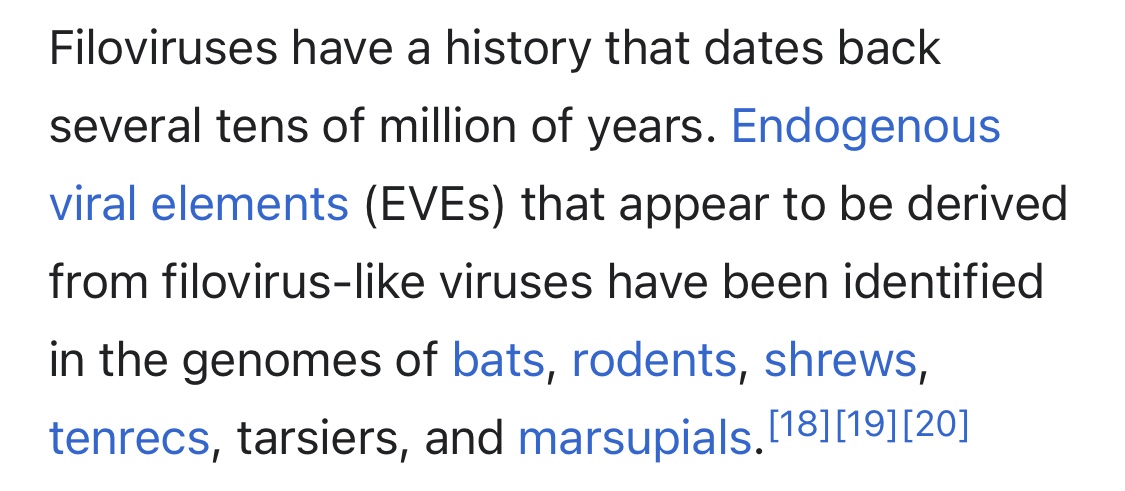 Filoviruses have a history that dates back
several tens of million of years. Endogenous
viral elements (EVEs) that appear to be derived
from filovirus-like viruses have been identified
in the genomes of bats, rodents, shrews,
tenrecs, tarsiers, and marsupials.[18][19][20]